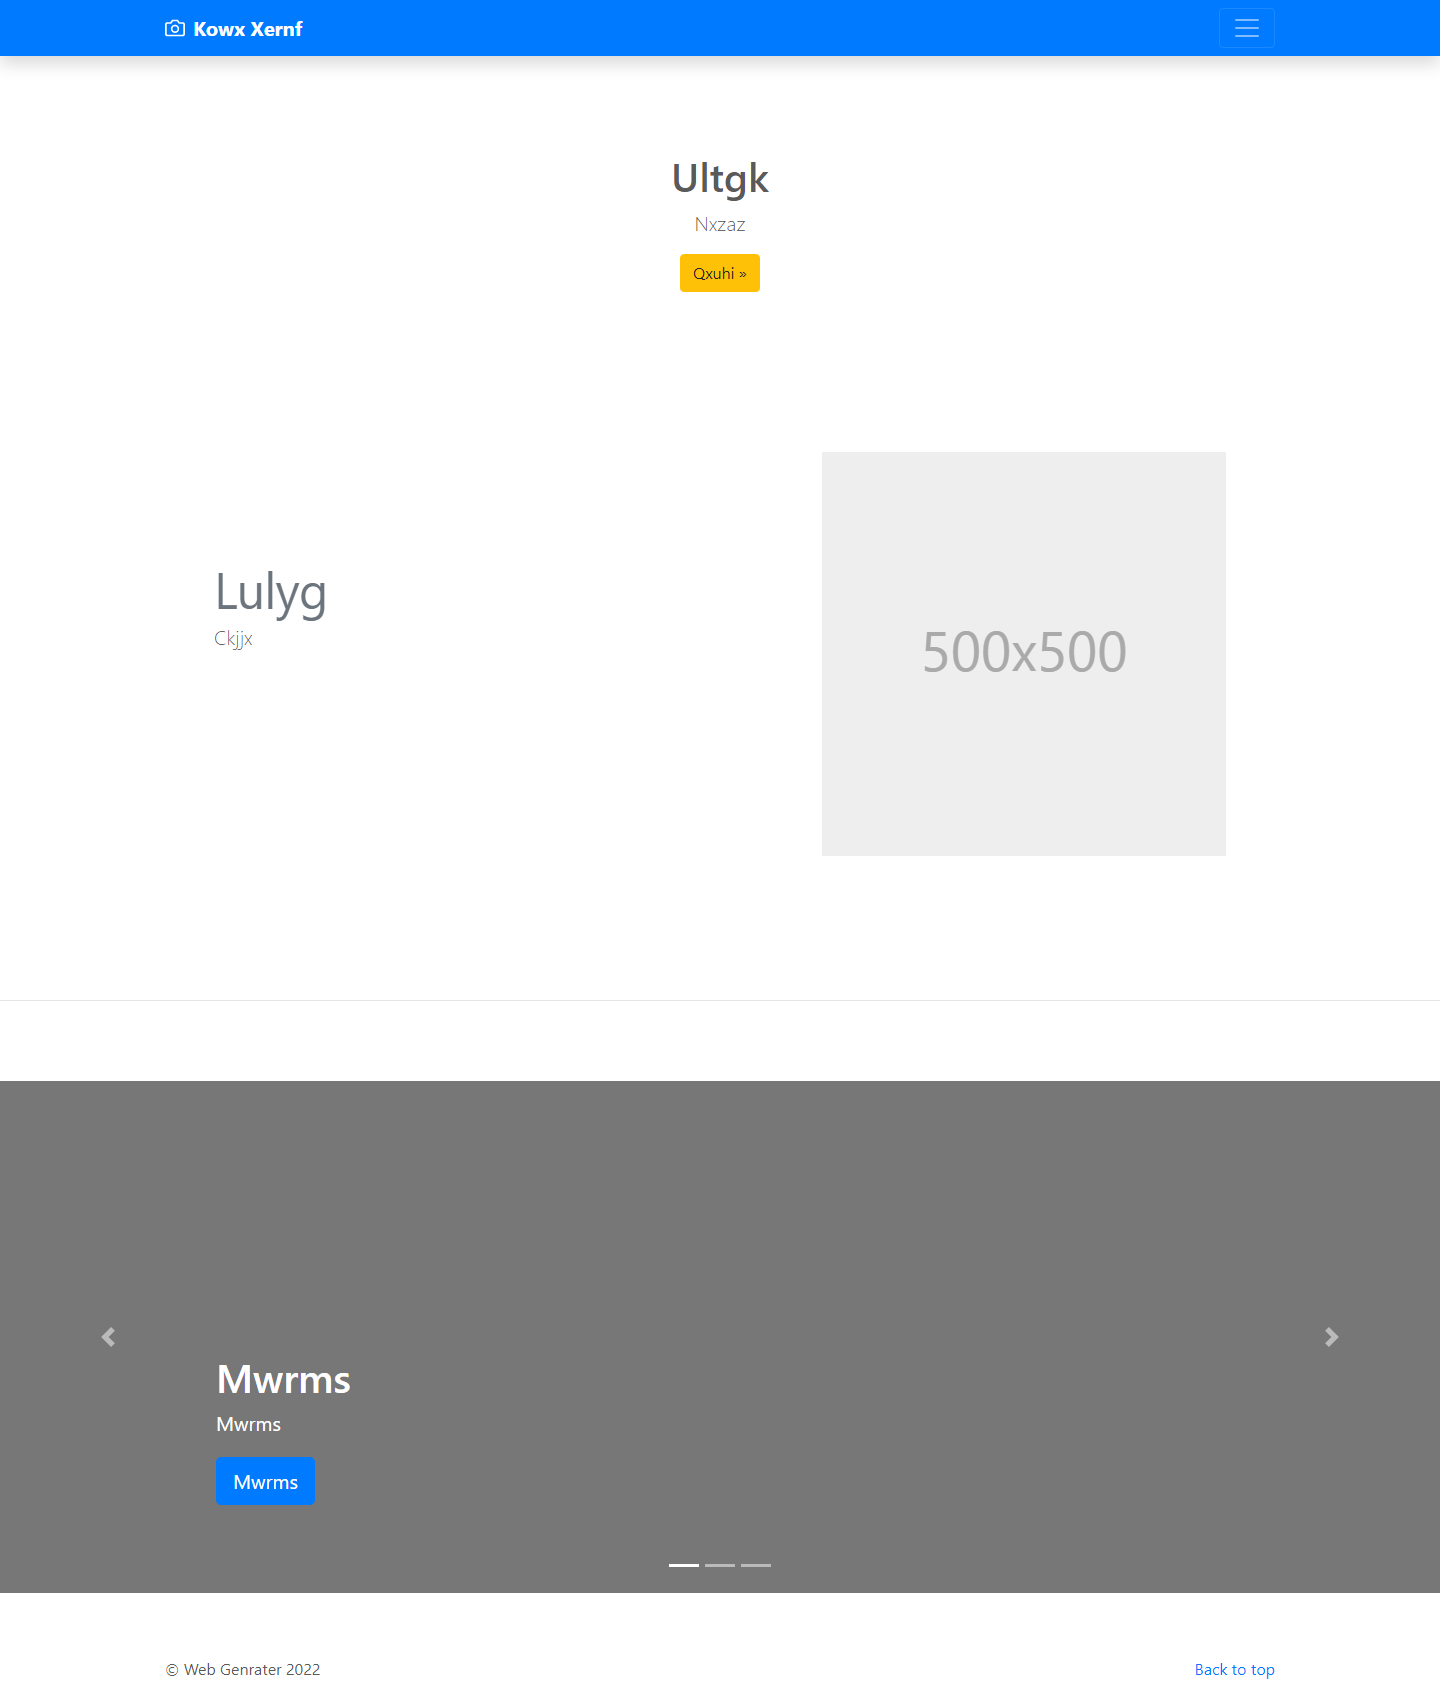 Kowx Xernf
Ultgk
Nxzaz
Qxuhi »
Lulyg
Ckjjx
500x500
Mwrms
Mwrms
Mwrms
© Web Genrater 2022
Back to top